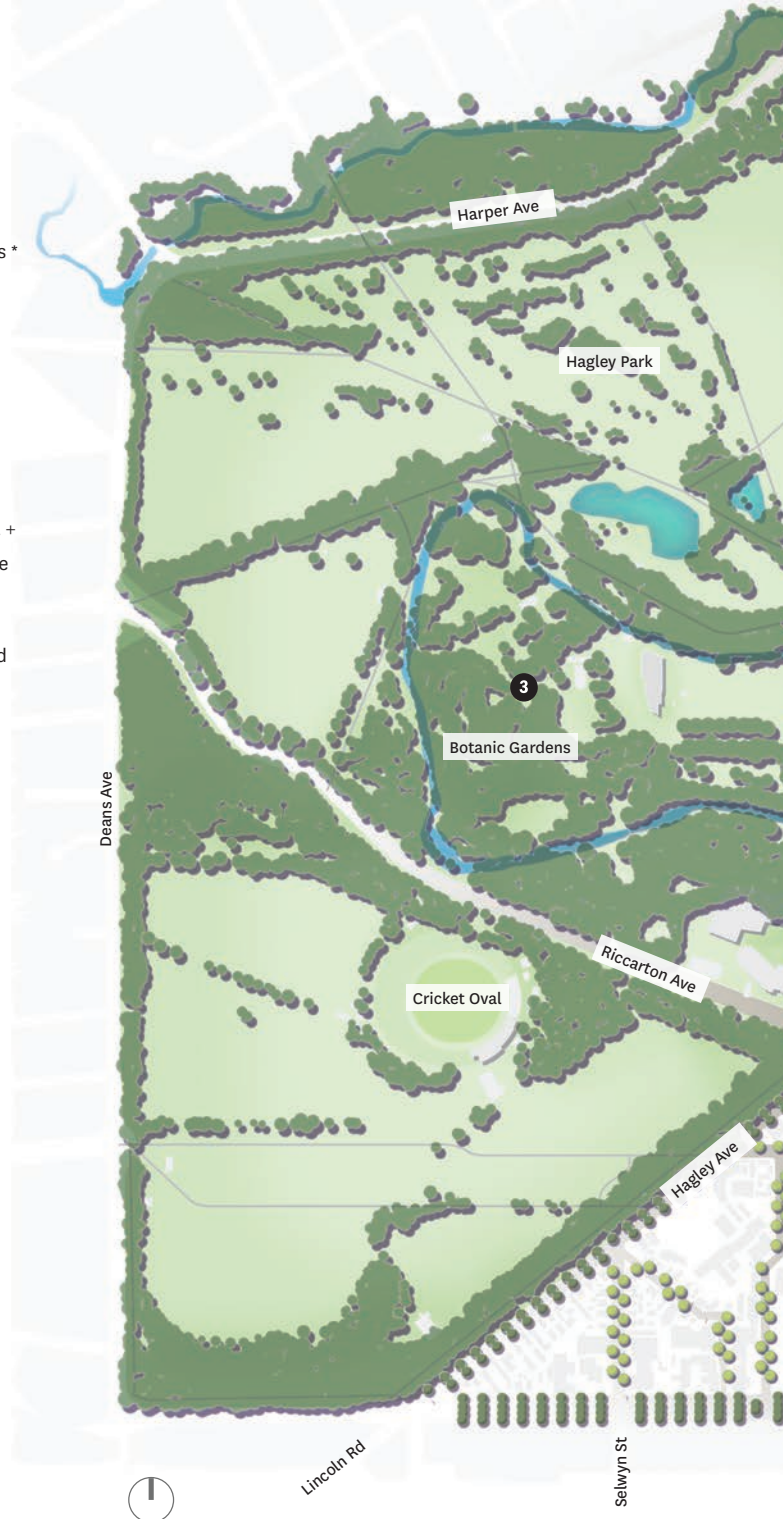 s *
Harper Ave
Hagley Park
+
e
d
3
Botanic Gardens
Deans Ave
Riccarton Ave
Cricket Oval
Hagley Ave
Lincoln Rd
Selwyn St